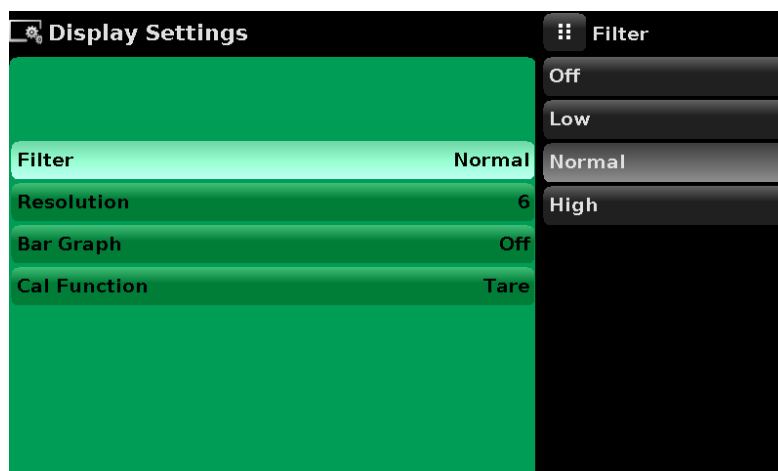 Display Settings
Filter Normal
Resolution 6
Bar Graph Off
Cal Function Tare
Filter
Off
Low
Normal
High